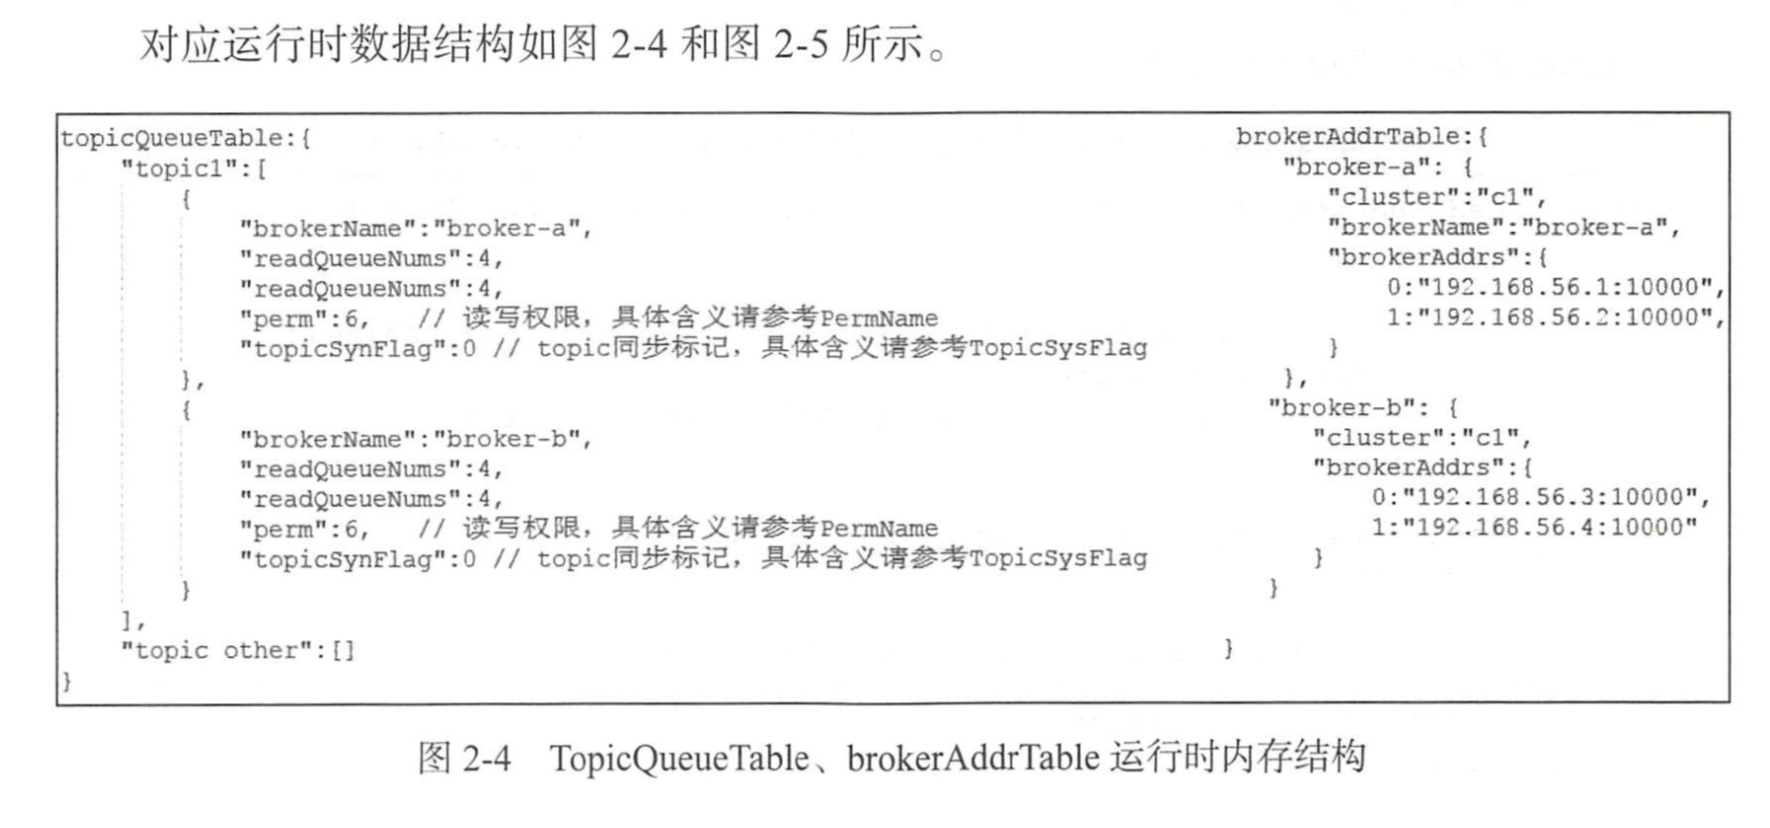 对应运行时数据结构如图 2-4 和图 2-5 所示。
topicQueueTable:{
"topic1":[
{
"brokerName":"broker-a",
"readQueueNums":4,
"readQueueNums":4,
"perm":6, // 读写权限，具体含义请参考PermName
"topicSynFlag":0 // topic同步标记，具体含义请参考TopicSysFlag
},
{
"brokerName":"broker-b",
"readQueueNums":4,
"readQueueNums":4,
"perm":6, // 读写权限，具体含义请参考PermName
"topicSynFlag":0 // topic同步标记，具体含义请参考TopicSysFlag
}
],
"topic other":[]
}
brokerAddrTable:{
"broker-a": {
"cluster":"c1",
"brokerName":"broker-a",
"brokerAddrs":{
0:"192.168.56.1:10000",
1:"192.168.56.2:10000",
}
},
"broker-b": {
"cluster":"c1",
"brokerAddrs":{
0:"192.168.56.3:10000",
1:"192.168.56.4:10000"
}
}
}
图 2-4 TopicQueueTable、brokerAddrTable 运行时内存结构